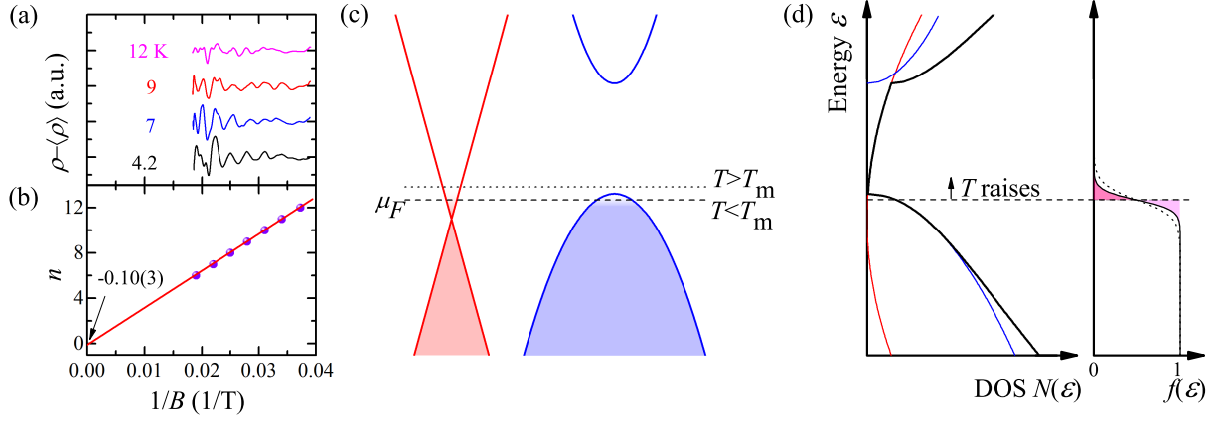 (a)
ρ–⟨ρ⟩ (a.u.)
12 K
9
7
4.2
(b)
n
12
8
4
0
-0.10(3)
0.00 0.01 0.02 0.03 0.04
1/B (1/T)
(c)
μF
T>Tm
T<Tm
(d)
Energy ε
T raises
DOS N(ε)
0 1
f(ε)